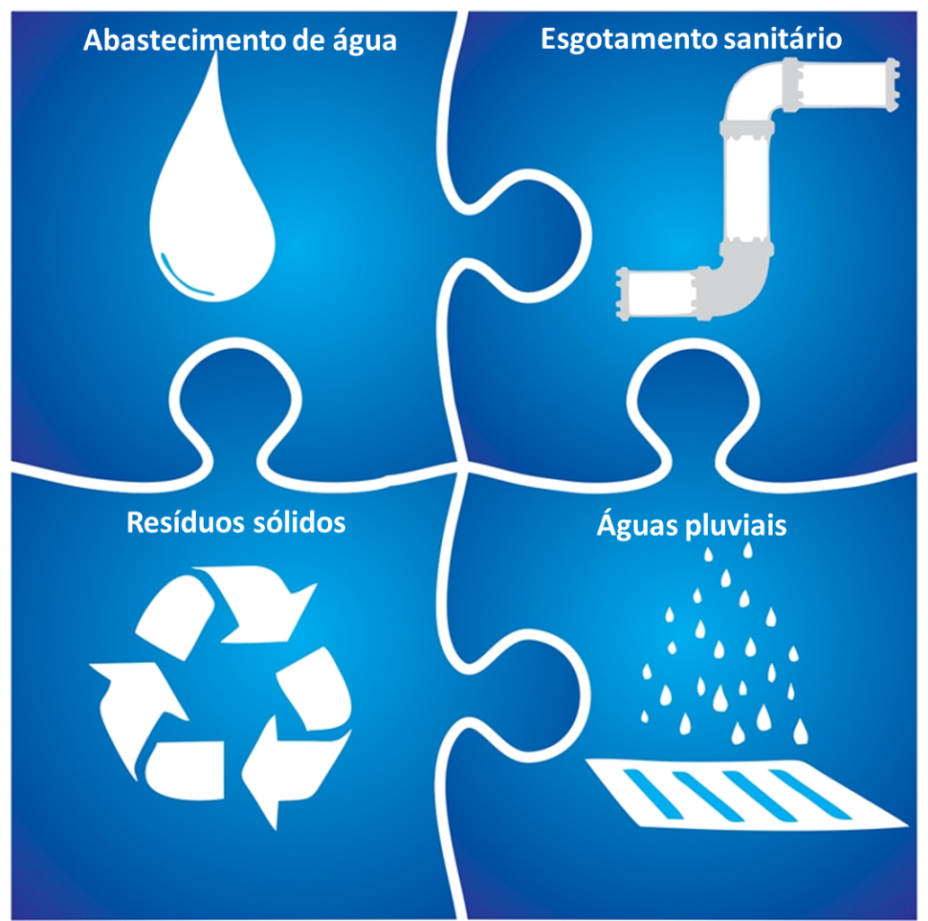 Abastecimento de água
Esgotamento sanitário
Resíduos sólidos
Águas pluviais